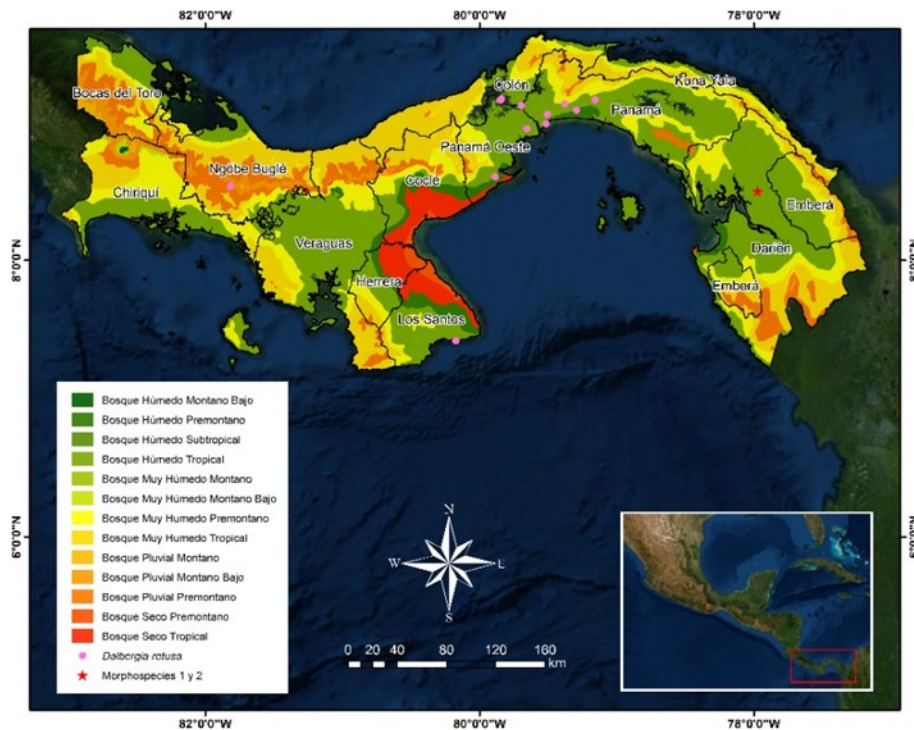 82°0'0"W 80°0'0"W 78°0'0"W
Bocas del Toro
Colón
Kuna Yala
Panamá
Panamá Oeste
Ngöbe Buglé
Coclé
Chiriquí
Emberá
Veraguas
Darién
8°0'0"N
8°0'0"N
Herrera
Emberá
Los Santos
Bosque Húmedo Montano Bajo
Bosque Húmedo Premontano
Bosque Húmedo Subtropical
Bosque Húmedo Tropical
Bosque Muy Húmedo Montano
Bosque Muy Húmedo Montano Bajo
Bosque Muy Humedo Premontano
Bosque Muy Humedo Tropical
Bosque Pluvial Montano
Bosque Pluvial Montano Bajo
Bosque Pluvial Premontano
Bosque Seco Premontano
Bosque Seco Tropical
Dalbergia retusa
Morphospecies 1 y 2
N
W
L
S
6°0'0"N
6°0'0"N
0 20 40 80 120 160
km
82°0'0"W 80°0'0"W 78°0'0"W